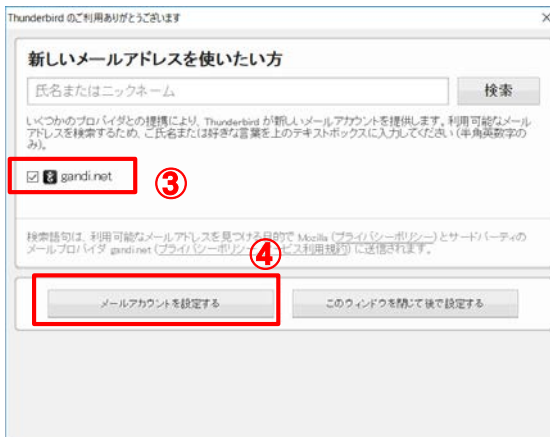 Thunderbird のご利用ありがとうございます
新しいメールアドレスを使いたい方
氏名またはニックネーム
検索
いくつかのプロバイダとの提携により、Thunderbird が新しいメールアカウントを提供します。利用可能なメール
アドレスを検索するため、ご氏名または好きな言葉を上のテキストボックスに入力してください (半角英数字の
み)。
gandi.net
③
検索語句は、利用可能なメールアドレスを見つける目的で Mozilla (プライバシーポリシー) とサードパーティの
メールプロバイダ gandi.net (プライバシーポリシー、サービス利用規約) に送信されます。
④
メールアカウントを設定する
このウィンドウを閉じて後で設定する